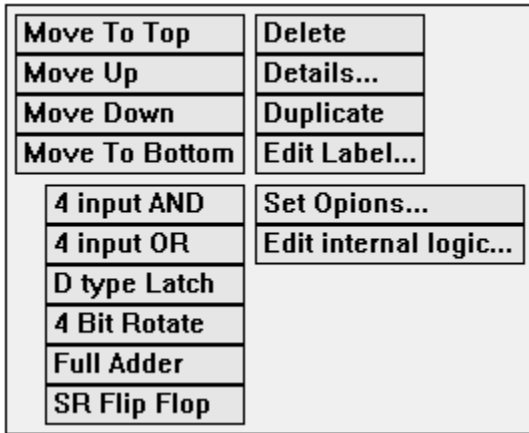 Move To Top
Move Up
Move Down
Move To Bottom
Delete
Details...
Duplicate
Edit Label...
4 input AND
4 input OR
D type Latch
4 Bit Rotate
Full Adder
SR Flip Flop
Set Opions...
Edit internal logic...